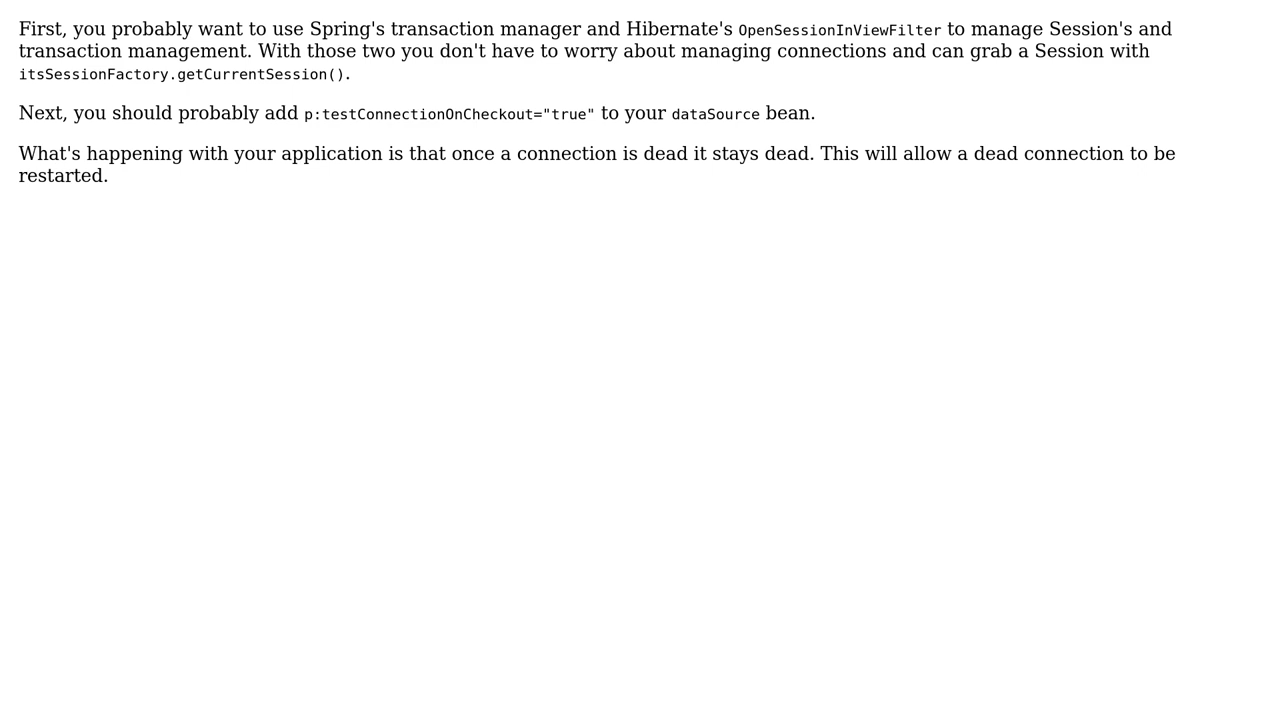 First, you probably want to use Spring's transaction manager and Hibernate's OpenSessionInViewFilter to manage Session's and
transaction management. With those two you don't have to worry about managing connections and can grab a Session with
itsSessionFactory.getCurrentSession().
Next, you should probably add p:testConnectionOnCheckout="true" to your dataSource bean.
What's happening with your application is that once a connection is dead it stays dead. This will allow a dead connection to be
restarted.